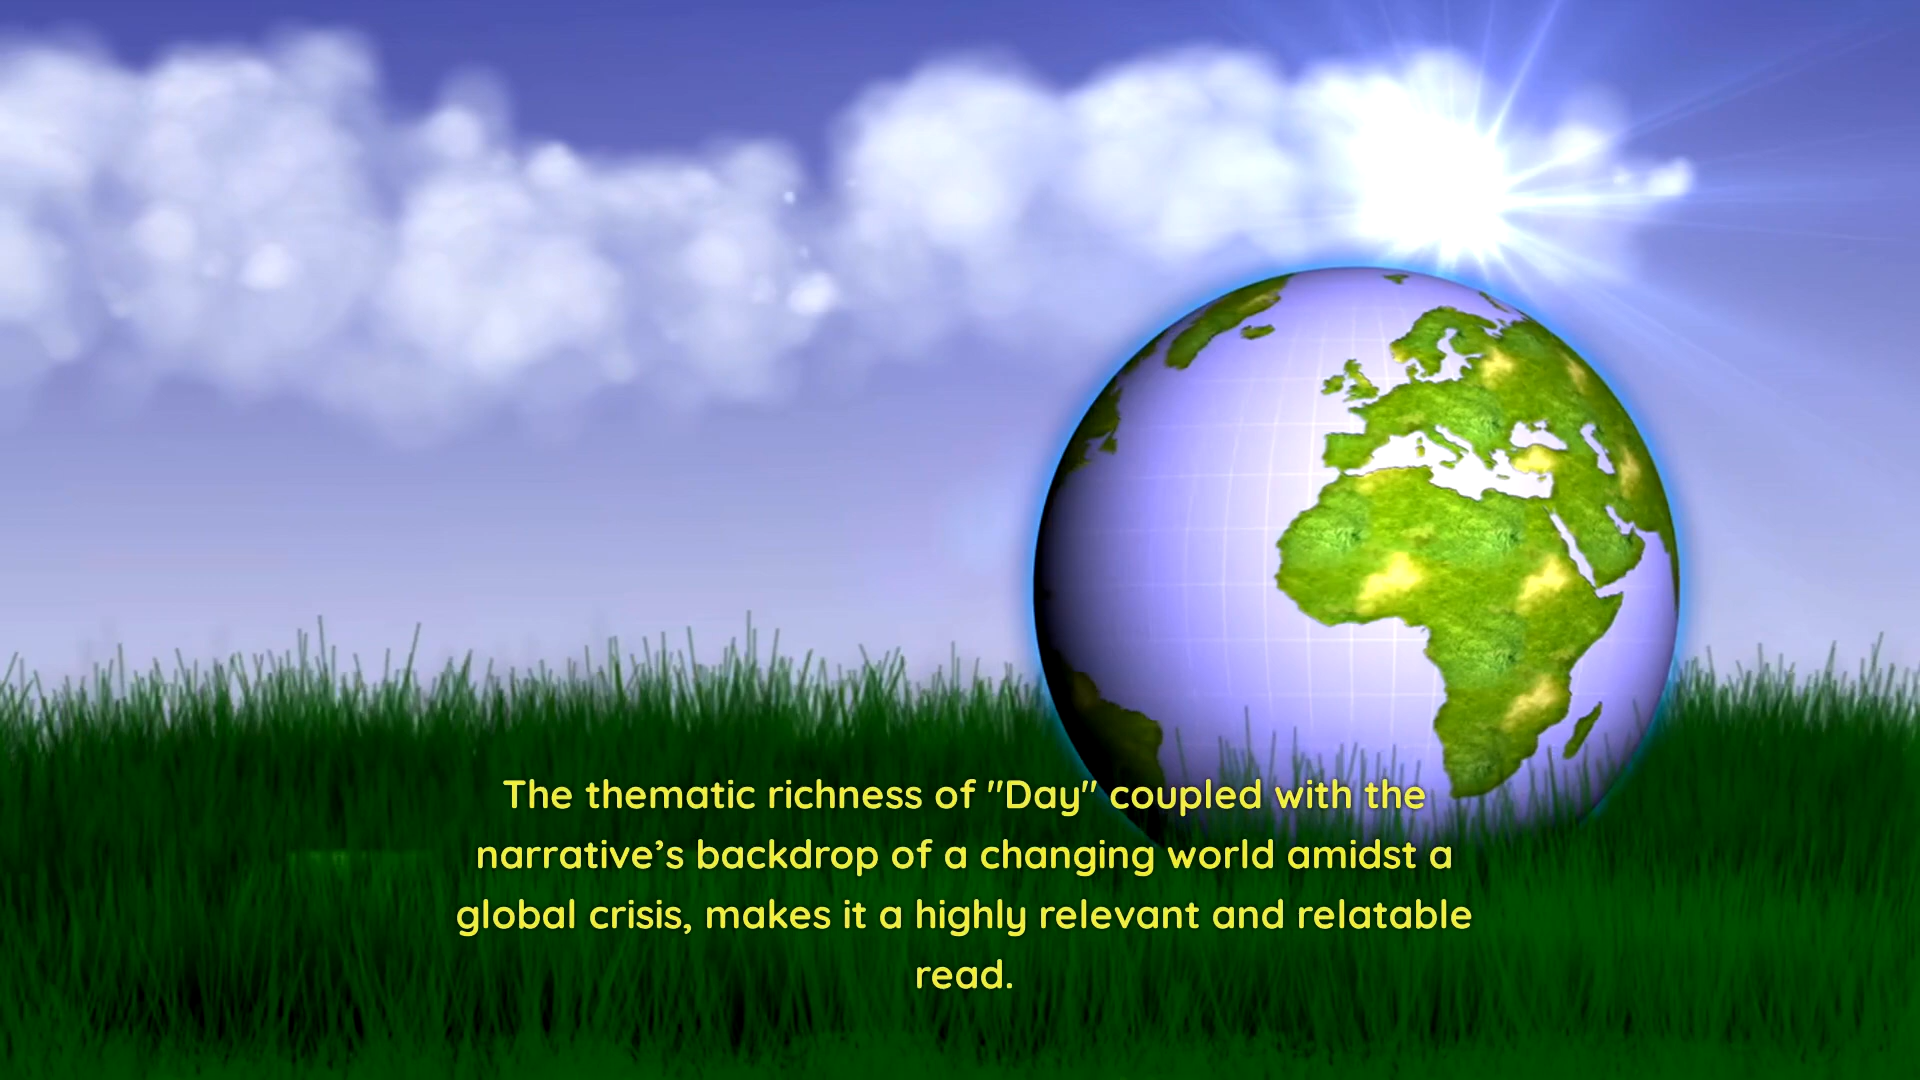 The thematic richness of "Day" coupled with the
narrative’s backdrop of a changing world amidst a
global crisis, makes it a highly relevant and relatable
read.